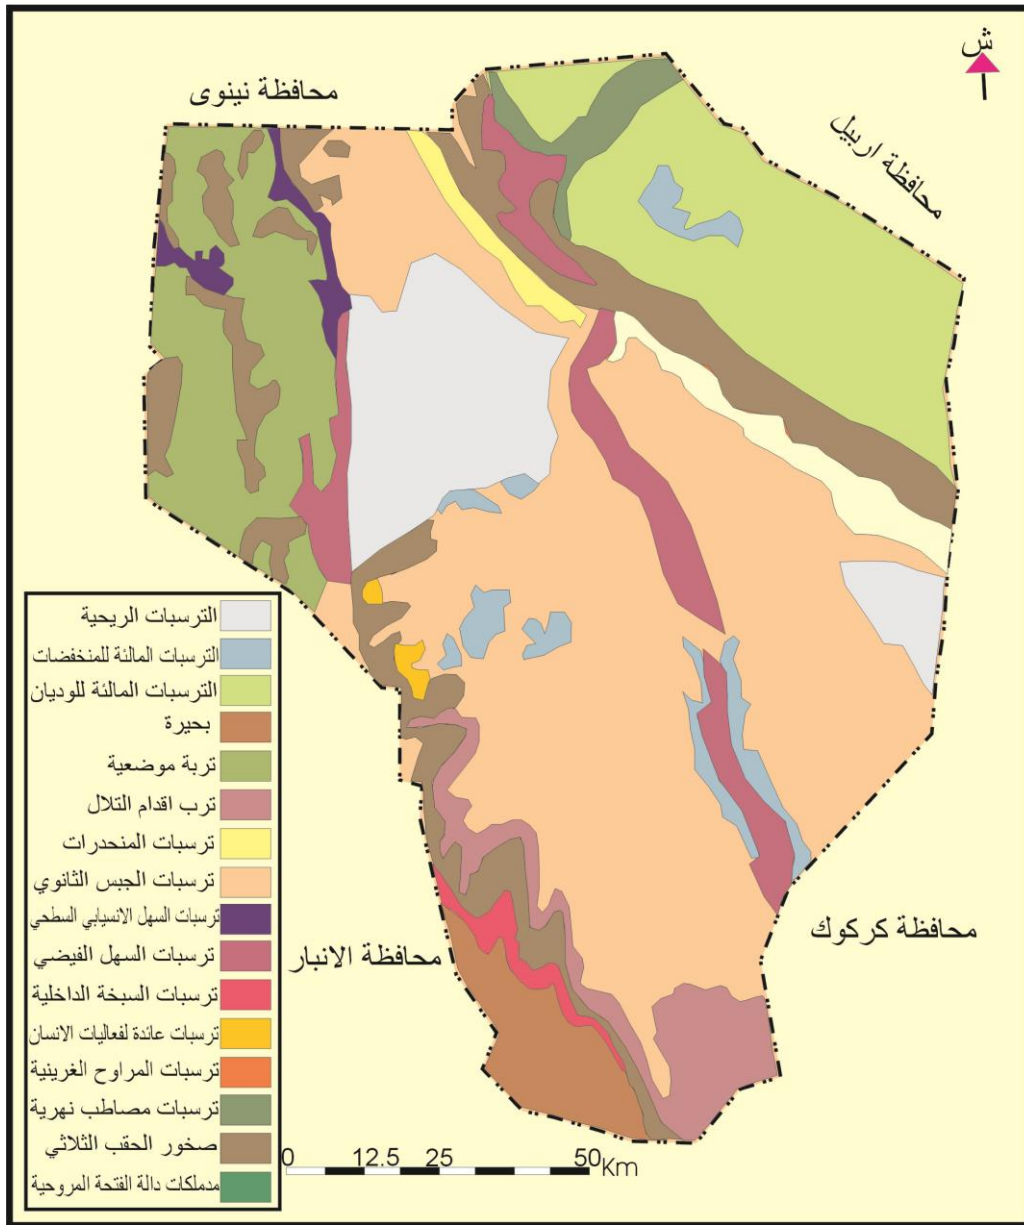 ش
محافظة نينوى
محافظة اربيل
محافظة كركوك
محافظة الانبار
الترسبات الريحية
الترسبات المالئة للمنخفضات
الترسبات المالئة للوديان
بحيرة
تربة موضعية
ترب اقدام التلال
ترسبات المنحدرات
ترسبات الجبس الثانوي
ترسبات السهل الانسيابي السطحي
ترسبات السهل الفيضي
ترسبات السبخة الداخلية
ترسبات عائدة لفعاليات الانسان
ترسبات المراوح الغرينية
ترسبات مصاطب نهرية
صخور الحقب الثلاثي
مدملكات دالة الفتحة المروحية
0 12.5 25 50Km